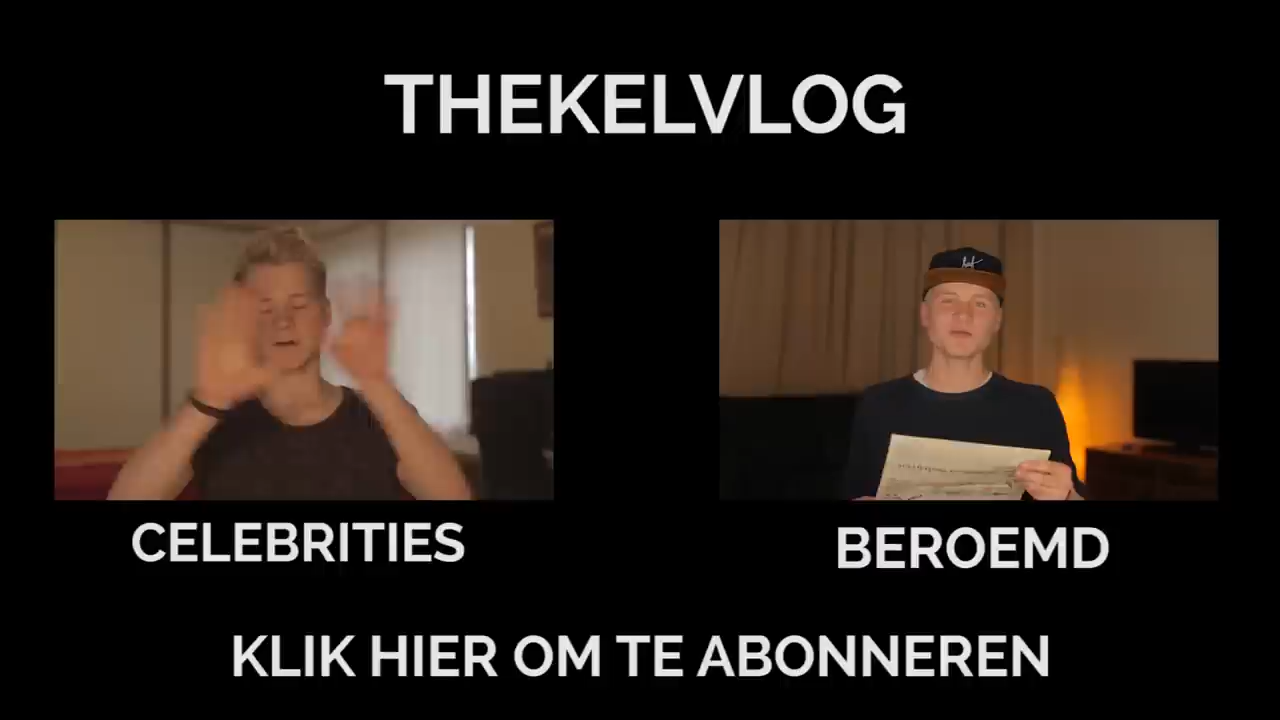 THEKELVLOG
CELEBRITIES
BEROEMD
KLIK HIER OM TE ABONNEREN